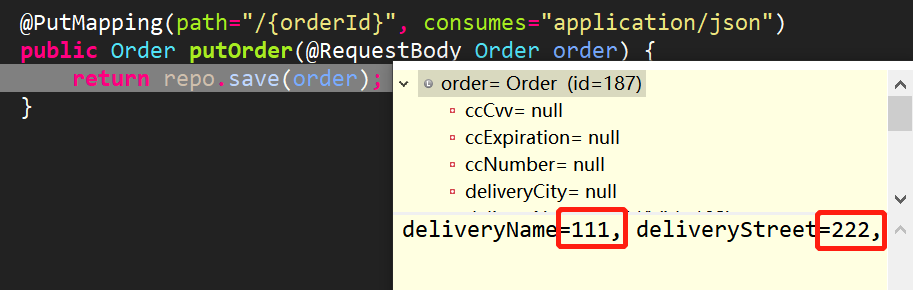 @PutMapping(path="/{orderId}", consumes="application/json")
public Order putOrder(@RequestBody Order order) {
return repo.save(order);
}
order= Order (id=187)
ccCvv= null
ccExpiration= null
ccNumber= null
deliveryCity= null
deliveryName=111, deliveryStreet=222,